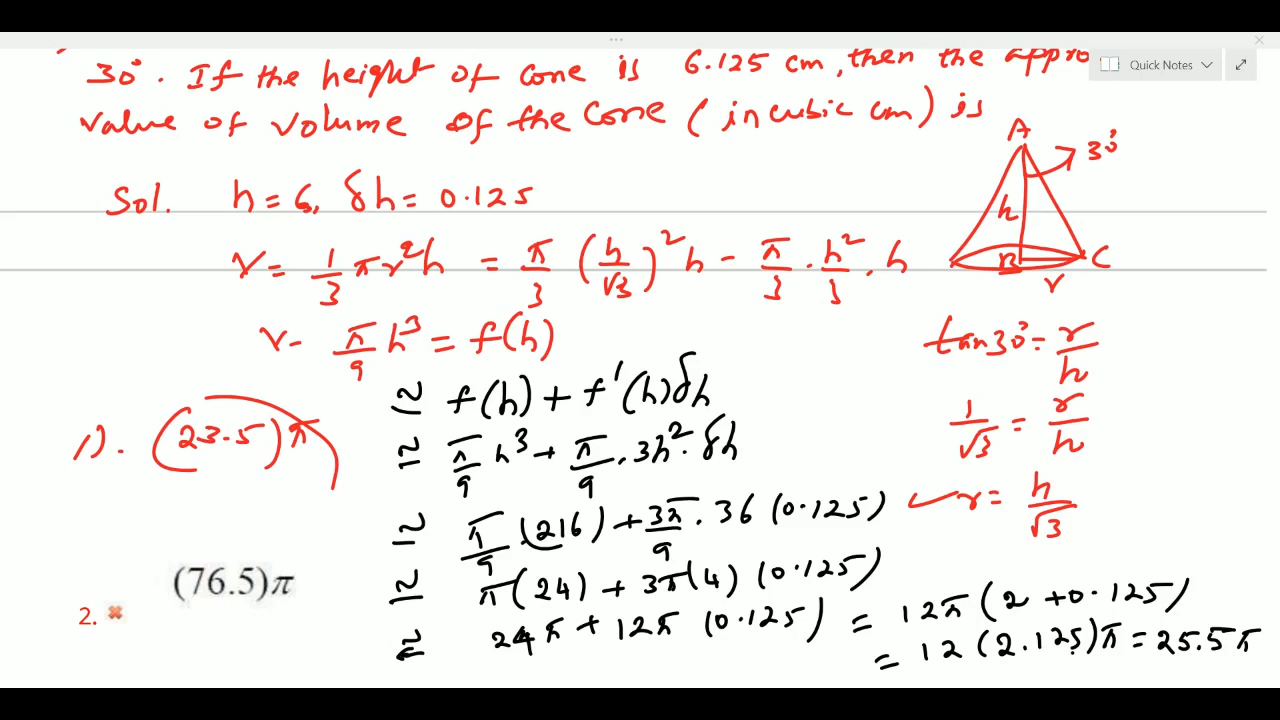 30°. If the height of cone is 6.125 cm, then the appro
Quick Notes
value of volume of the cone (in cubic cm) is
A
30°
Sol. h = 6, δh = 0.125
h
V = 1/3 πr²h = π/3 (h/√3)² h - π/3 · h²/3 · h
B C
r
V - π/9 h³ = f(h)
tan30° = r/h
≅ f(h) + f'(h)δh
1/√3 = r/h
1). (23.5)π
≅ π/9 h³ + π/9 · 3h² · δh
r = h/√3
≅ π/9 (216) + 3π/9 · 36 (0.125)
(76.5)π
≅ π(24) + 3π(4) (0.125)
2.
≅ 24π + 12π (0.125) = 12π (2 + 0.125)
= 12 (2.125)π = 25.5π